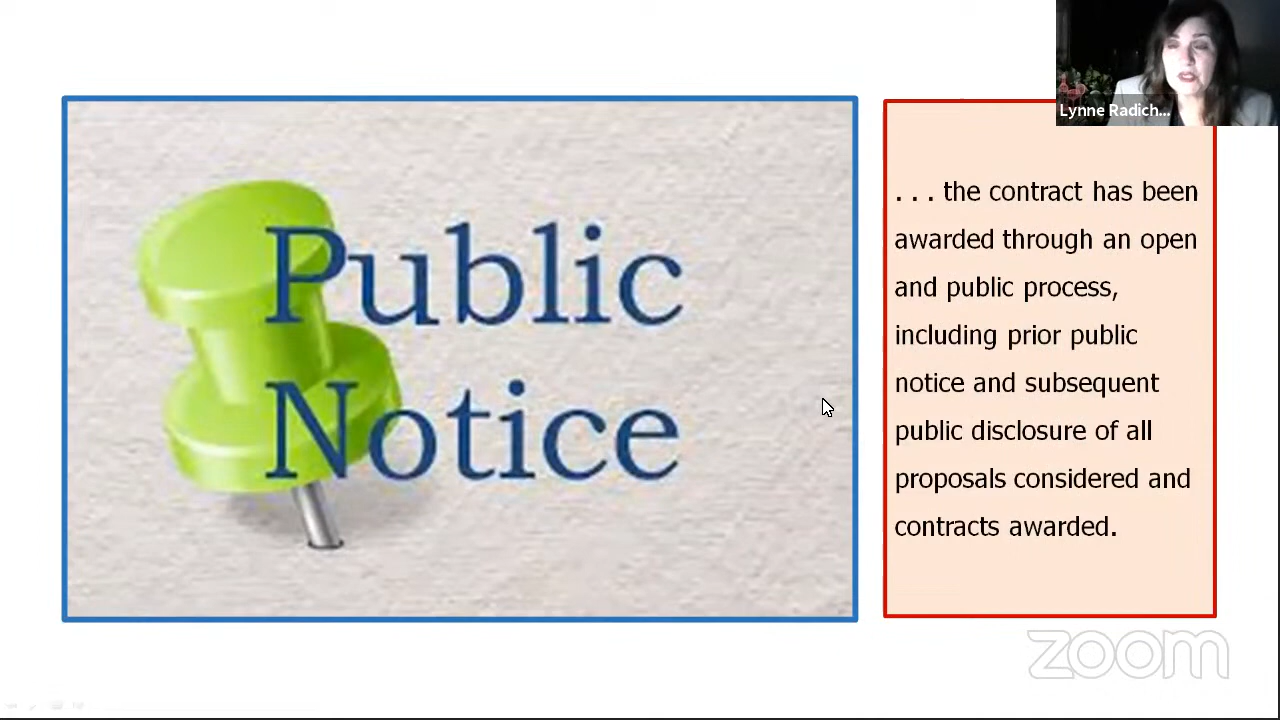 Lynne Radich...
Public
Notice
. . . the contract has been
awarded through an open
and public process,
including prior public
notice and subsequent
public disclosure of all
proposals considered and
contracts awarded.
zoom